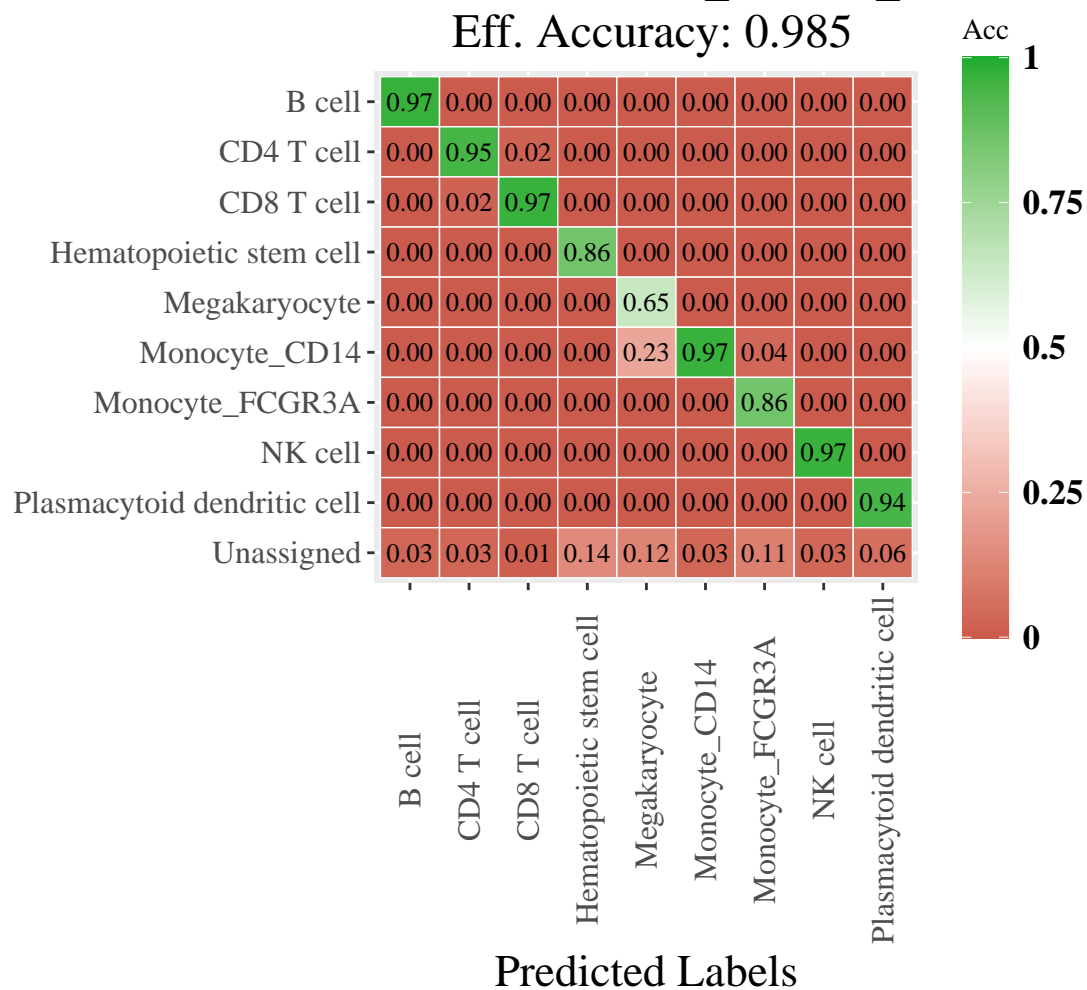 Eff. Accuracy: 0.985
Acc
1
0.75
0.5
0.25
0
B cell 0.97 0.00 0.00 0.00 0.00 0.00 0.00 0.00 0.00
CD4 T cell 0.00 0.95 0.02 0.00 0.00 0.00 0.00 0.00 0.00
CD8 T cell 0.00 0.02 0.97 0.00 0.00 0.00 0.00 0.00 0.00
Hematopoietic stem cell 0.00 0.00 0.00 0.86 0.00 0.00 0.00 0.00 0.00
Megakaryocyte 0.00 0.00 0.00 0.00 0.65 0.00 0.00 0.00 0.00
Monocyte_CD14 0.00 0.00 0.00 0.00 0.23 0.97 0.04 0.00 0.00
Monocyte_FCGR3A 0.00 0.00 0.00 0.00 0.00 0.00 0.86 0.00 0.00
NK cell 0.00 0.00 0.00 0.00 0.00 0.00 0.00 0.97 0.00
Plasmacytoid dendritic cell 0.00 0.00 0.00 0.00 0.00 0.00 0.00 0.00 0.94
Unassigned 0.03 0.03 0.01 0.14 0.12 0.03 0.11 0.03 0.06
B cell
CD4 T cell
CD8 T cell
Hematopoietic stem cell
Megakaryocyte
Monocyte_CD14
Monocyte_FCGR3A
NK cell
Plasmacytoid dendritic cell
Predicted Labels